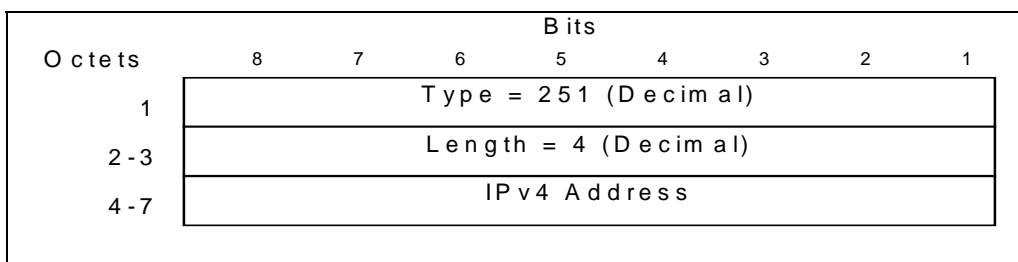 Bits
Octets 8 7 6 5 4 3 2 1
1 Type = 251 (Decimal)
2-3 Length = 4 (Decimal)
4-7 IPv4 Address